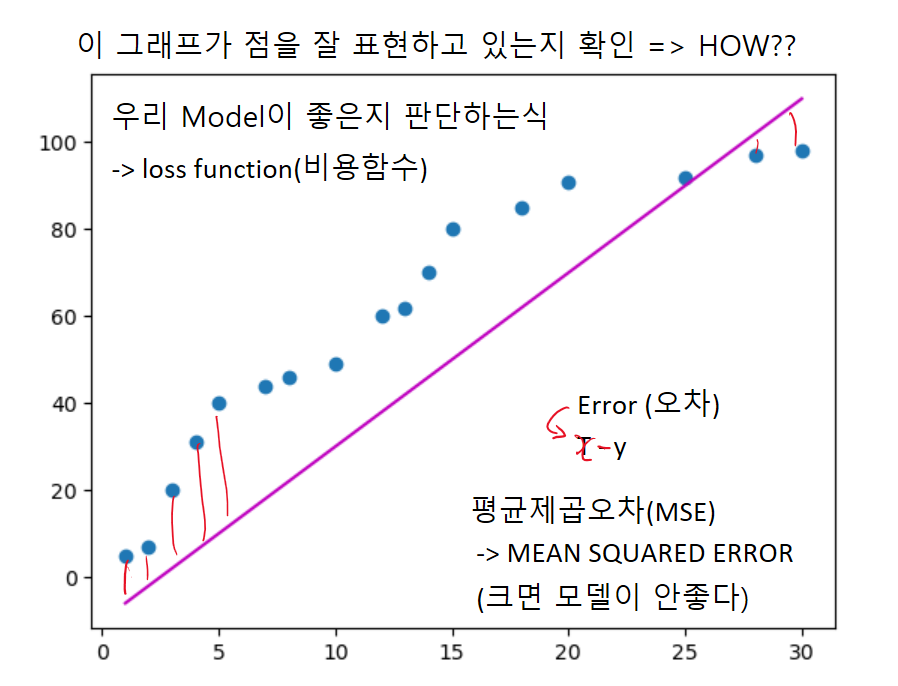 이 그래프가 점을 잘 표현하고 있는지 확인 => HOW??
우리 Model이 좋은지 판단하는식
-> loss function(비용함수)
100
80
60
40
20
0
Error (오차)
-y
평균제곱오차(MSE)
-> MEAN SQUARED ERROR
(크면 모델이 안좋다)
0 5 10 15 20 25 30